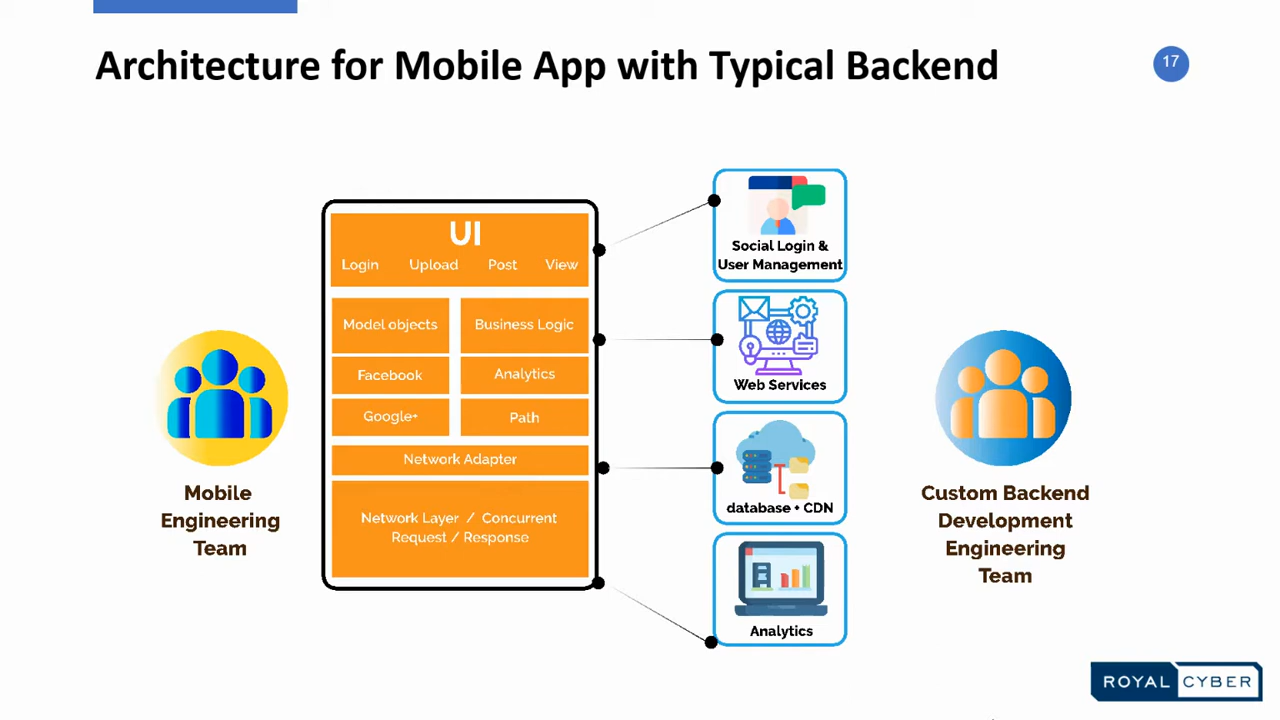 Architecture for Mobile App with Typical Backend
17
UI
Login Upload Post View
Model objects
Business Logic
Facebook
Analytics
Google+
Path
Network Adapter
Network Layer / Concurrent
Request / Response
Mobile
Engineering
Team
Social Login &
User Management
Web Services
database + CDN
Analytics
Custom Backend
Development
Engineering
Team
ROYAL CYBER